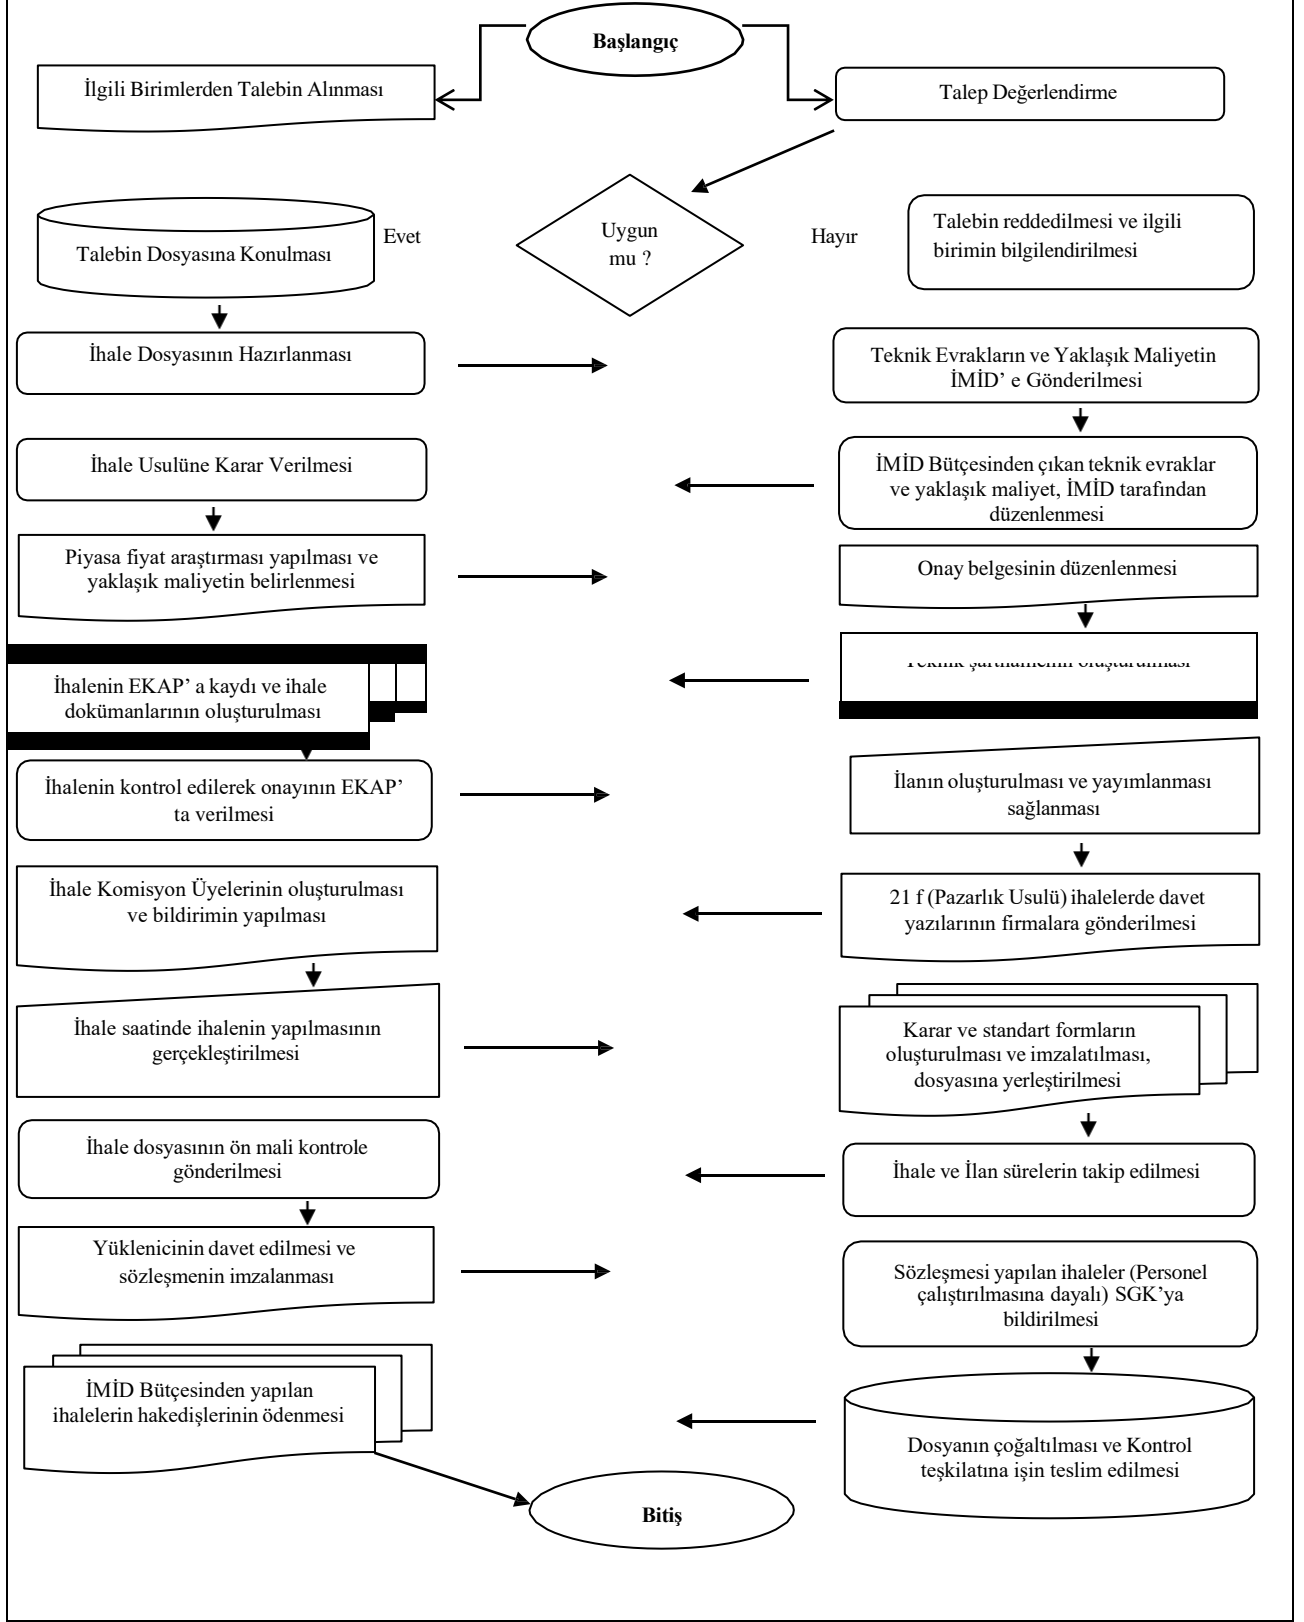 Başlangıç
İlgili Birimlerden Talebin Alınması
Talep Değerlendirme
Talebin Dosyasına Konulması
Evet
Uygun
mu ?
Hayır
Talebin reddedilmesi ve ilgili
birimin bilgilendirilmesi
İhale Dosyasının Hazırlanması
Teknik Evrakların ve Yaklaşık Maliyetin
İMİD’ e Gönderilmesi
İhale Usulüne Karar Verilmesi
İMİD Bütçesinden çıkan teknik evraklar
ve yaklaşık maliyet, İMİD tarafından
düzenlenmesi
Piyasa fiyat araştırması yapılması ve
yaklaşık maliyetin belirlenmesi
Onay belgesinin düzenlenmesi
Teknik şartnamenin oluşturulması
İhalenin EKAP’ a kaydı ve ihale
dokümanlarının oluşturulması
İhalenin kontrol edilerek onayının EKAP’
ta verilmesi
İlanın oluşturulması ve yayımlanması
sağlanması
İhale Komisyon Üyelerinin oluşturulması
ve bildirimin yapılması
21 f (Pazarlık Usulü) ihalelerde davet
yazılarının firmalara gönderilmesi
İhale saatinde ihalenin yapılmasının
gerçekleştirilmesi
Karar ve standart formların
oluşturulması ve imzalatılması,
dosyasına yerleştirilmesi
İhale dosyasının ön mali kontrole
gönderilmesi
İhale ve İlan sürelerin takip edilmesi
Yüklenicinin davet edilmesi ve
sözleşmenin imzalanması
Sözleşmesi yapılan ihaleler (Personel
çalıştırılmasına dayalı) SGK’ya
bildirilmesi
İMİD Bütçesinden yapılan
ihalelerin hakedişlerinin ödenmesi
Dosyanın çoğaltılması ve Kontrol
teşkilatına işin teslim edilmesi
Bitiş